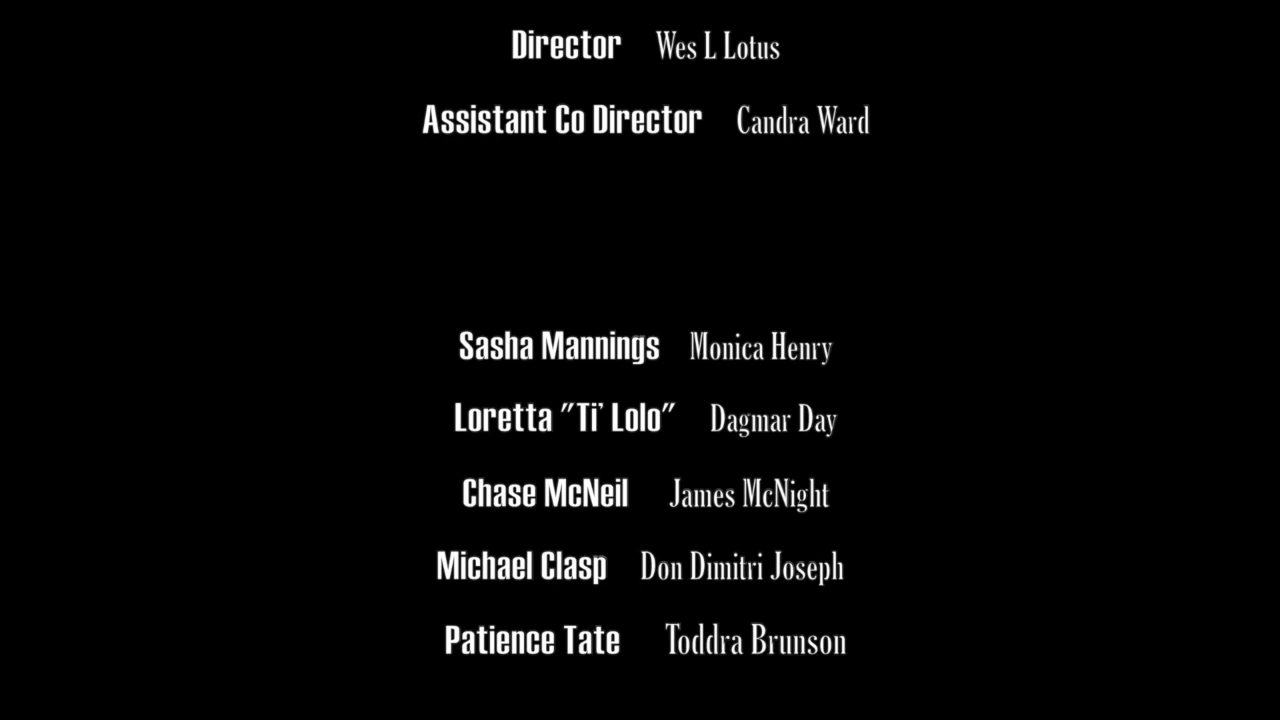 Director Wes L Lotus
Assistant Co Director Candra Ward
Sasha Mannings Monica Henry
Loretta "Ti' Lolo" Dagmar Day
Chase McNeil James McNight
Michael Clasp Don Dimitri Joseph
Patience Tate Toddra Brunson